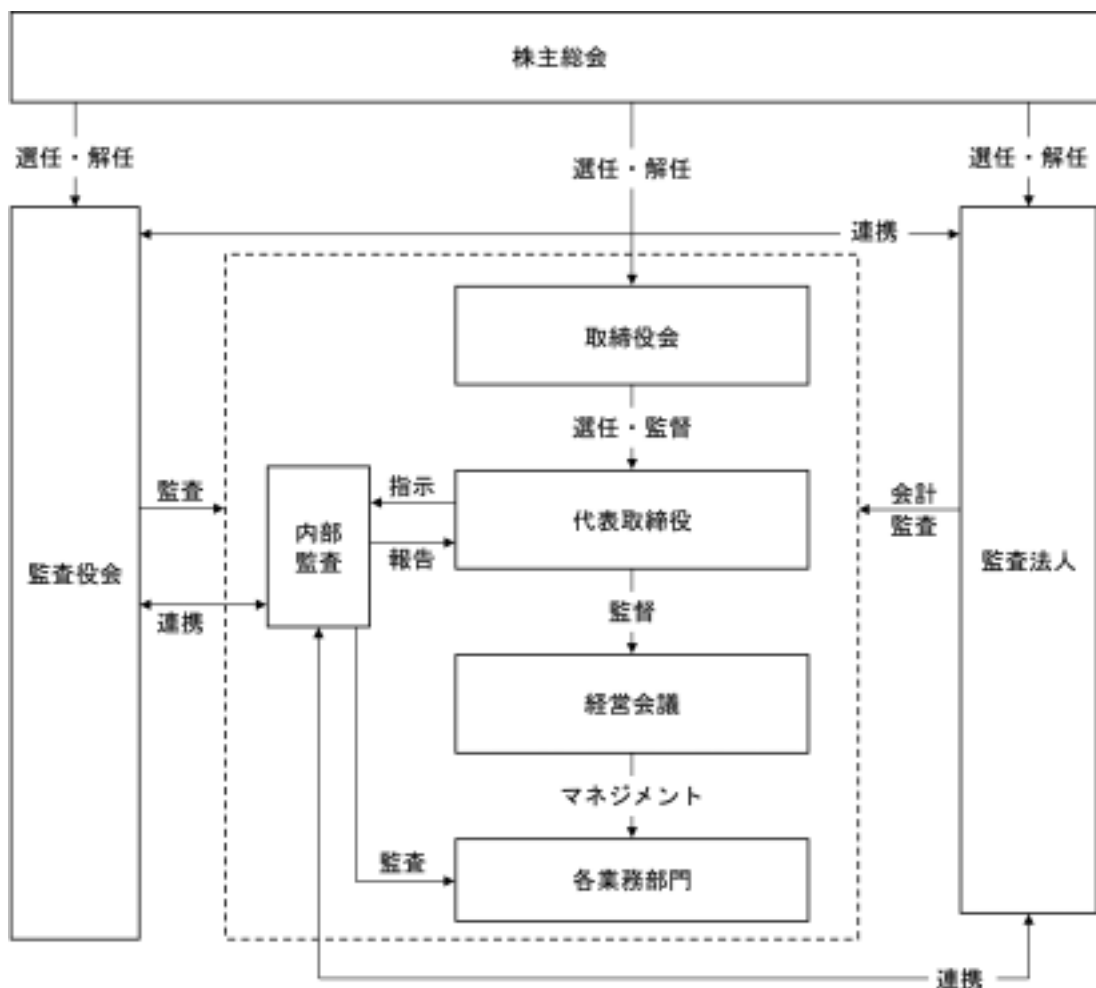 株主総会
選任・解任
選任・解任
選任・解任
連携
取締役会
選任・監督
監査
指示
内部
監査
報告
代表取締役
会計
監査
監査役会
監査法人
連携
監督
経営会議
マネジメント
監査
各業務部門
連携